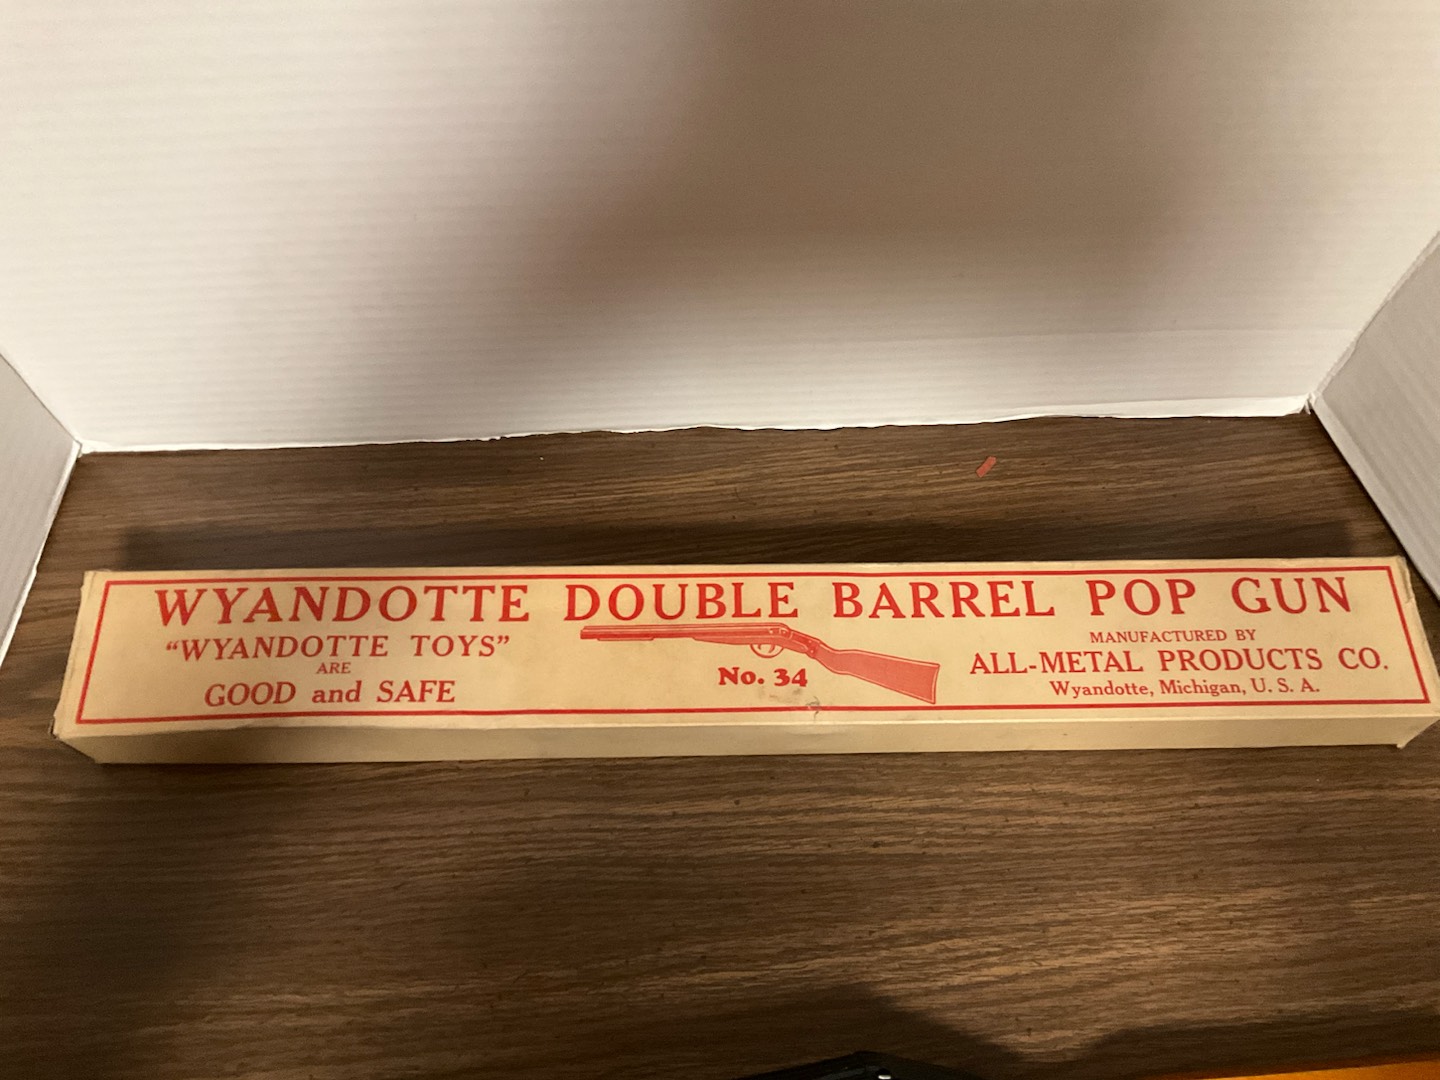 WYANDOTTE DOUBLE BARREL POP GUN
"WYANDOTTE TOYS"
ARE
GOOD and SAFE
No. 34
MANUFACTURED BY
ALL-METAL PRODUCTS CO.
Wyandotte, Michigan, U. S. A.